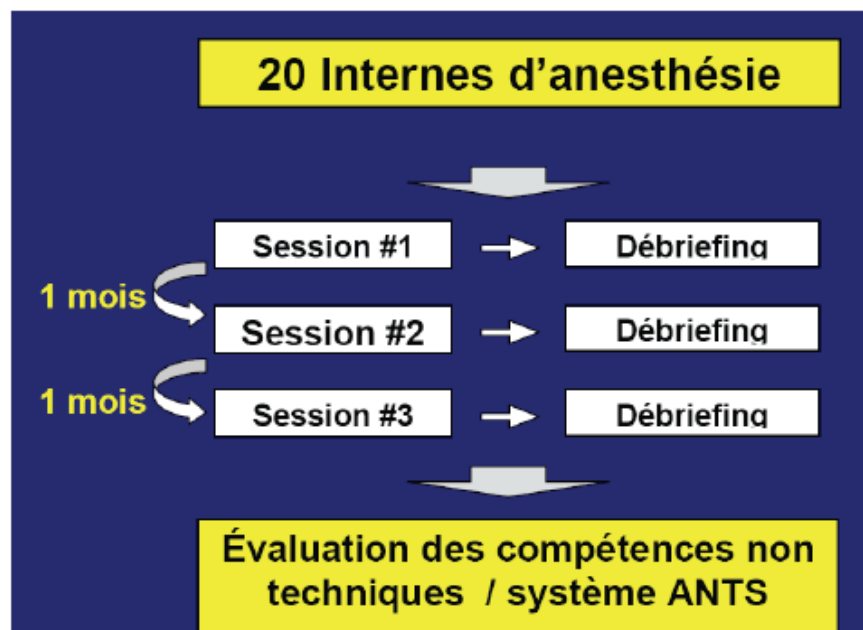 20 Internes d'anesthésie
Session #1
Débriefing
1 mois
Session #2
Débriefing
1 mois
Session #3
Débriefing
Évaluation des compétences non
techniques / système ANTS